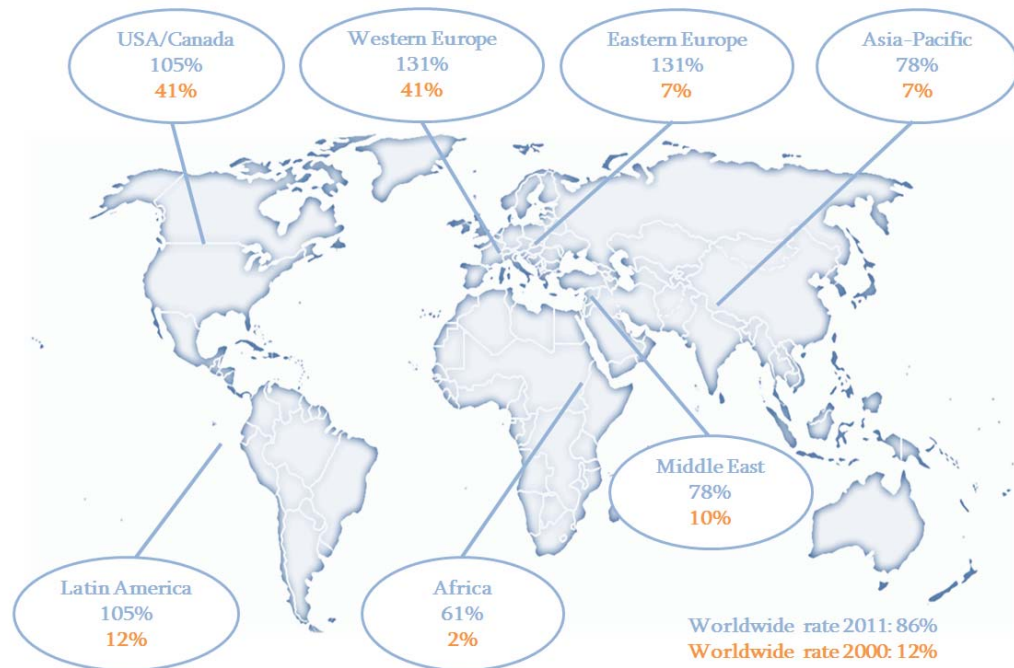 USA/Canada
105%
41%
Western Europe
131%
41%
Eastern Europe
131%
7%
Asia-Pacific
78%
7%
Middle East
78%
10%
Latin America
105%
12%
Africa
61%
2%
Worldwide rate 2011: 86%
Worldwide rate 2000: 12%